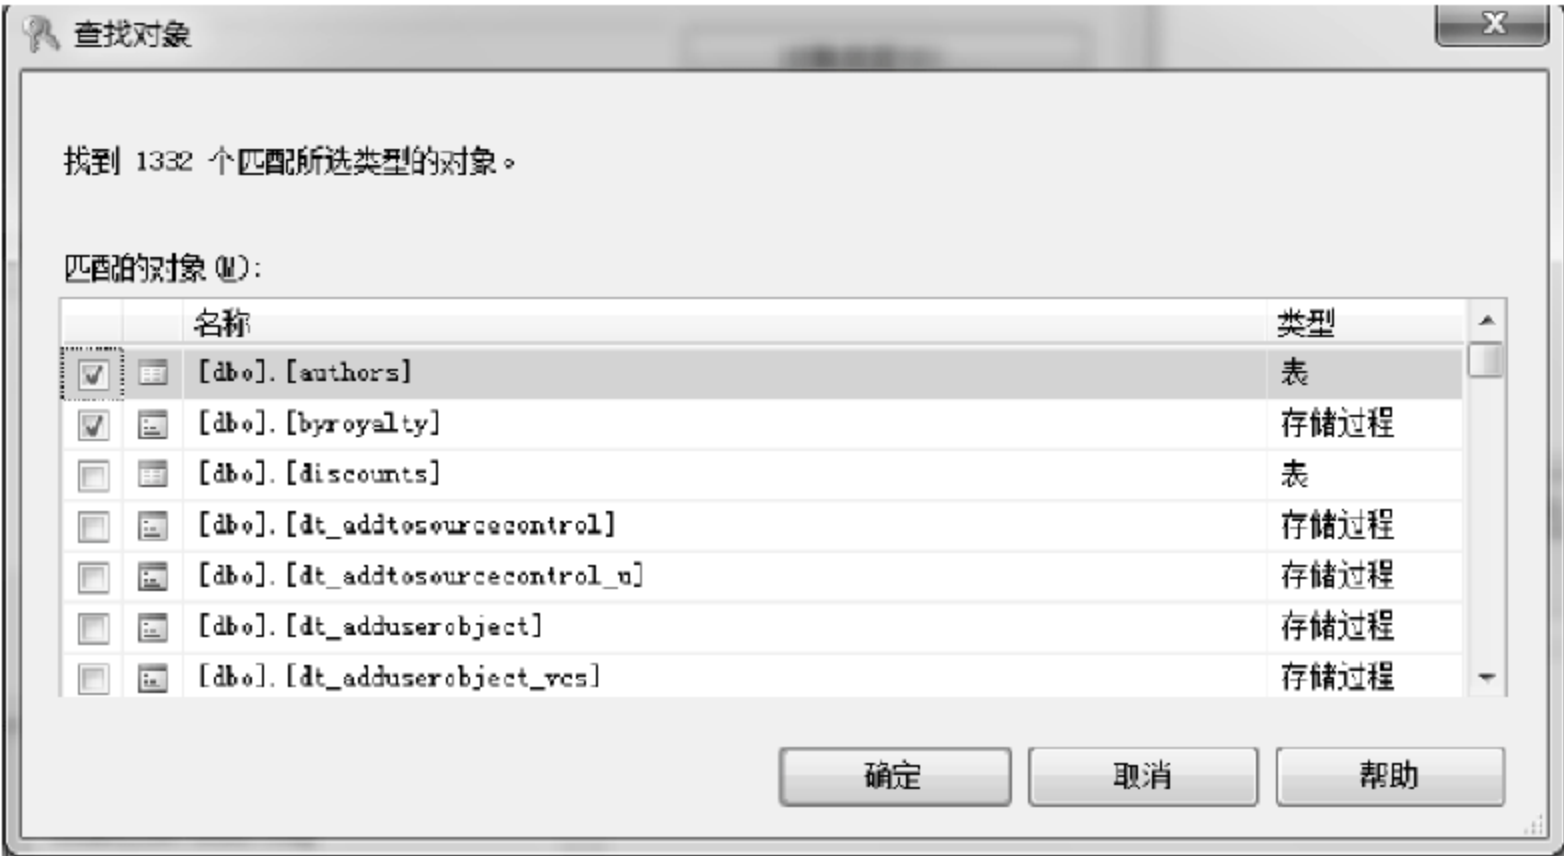 查找对象
找到 1332 个匹配所选类型的对象。
匹配的对象(M):
名称 类型
[dbo].[authors] 表
[dbo].[byroyalty] 存储过程
[dbo].[discounts] 表
[dbo].[dt_addtosourcecontrol] 存储过程
[dbo].[dt_addtosourcecontrol_u] 存储过程
[dbo].[dt_adduserobject] 存储过程
[dbo].[dt_adduserobject_vcs] 存储过程
确定 取消 帮助